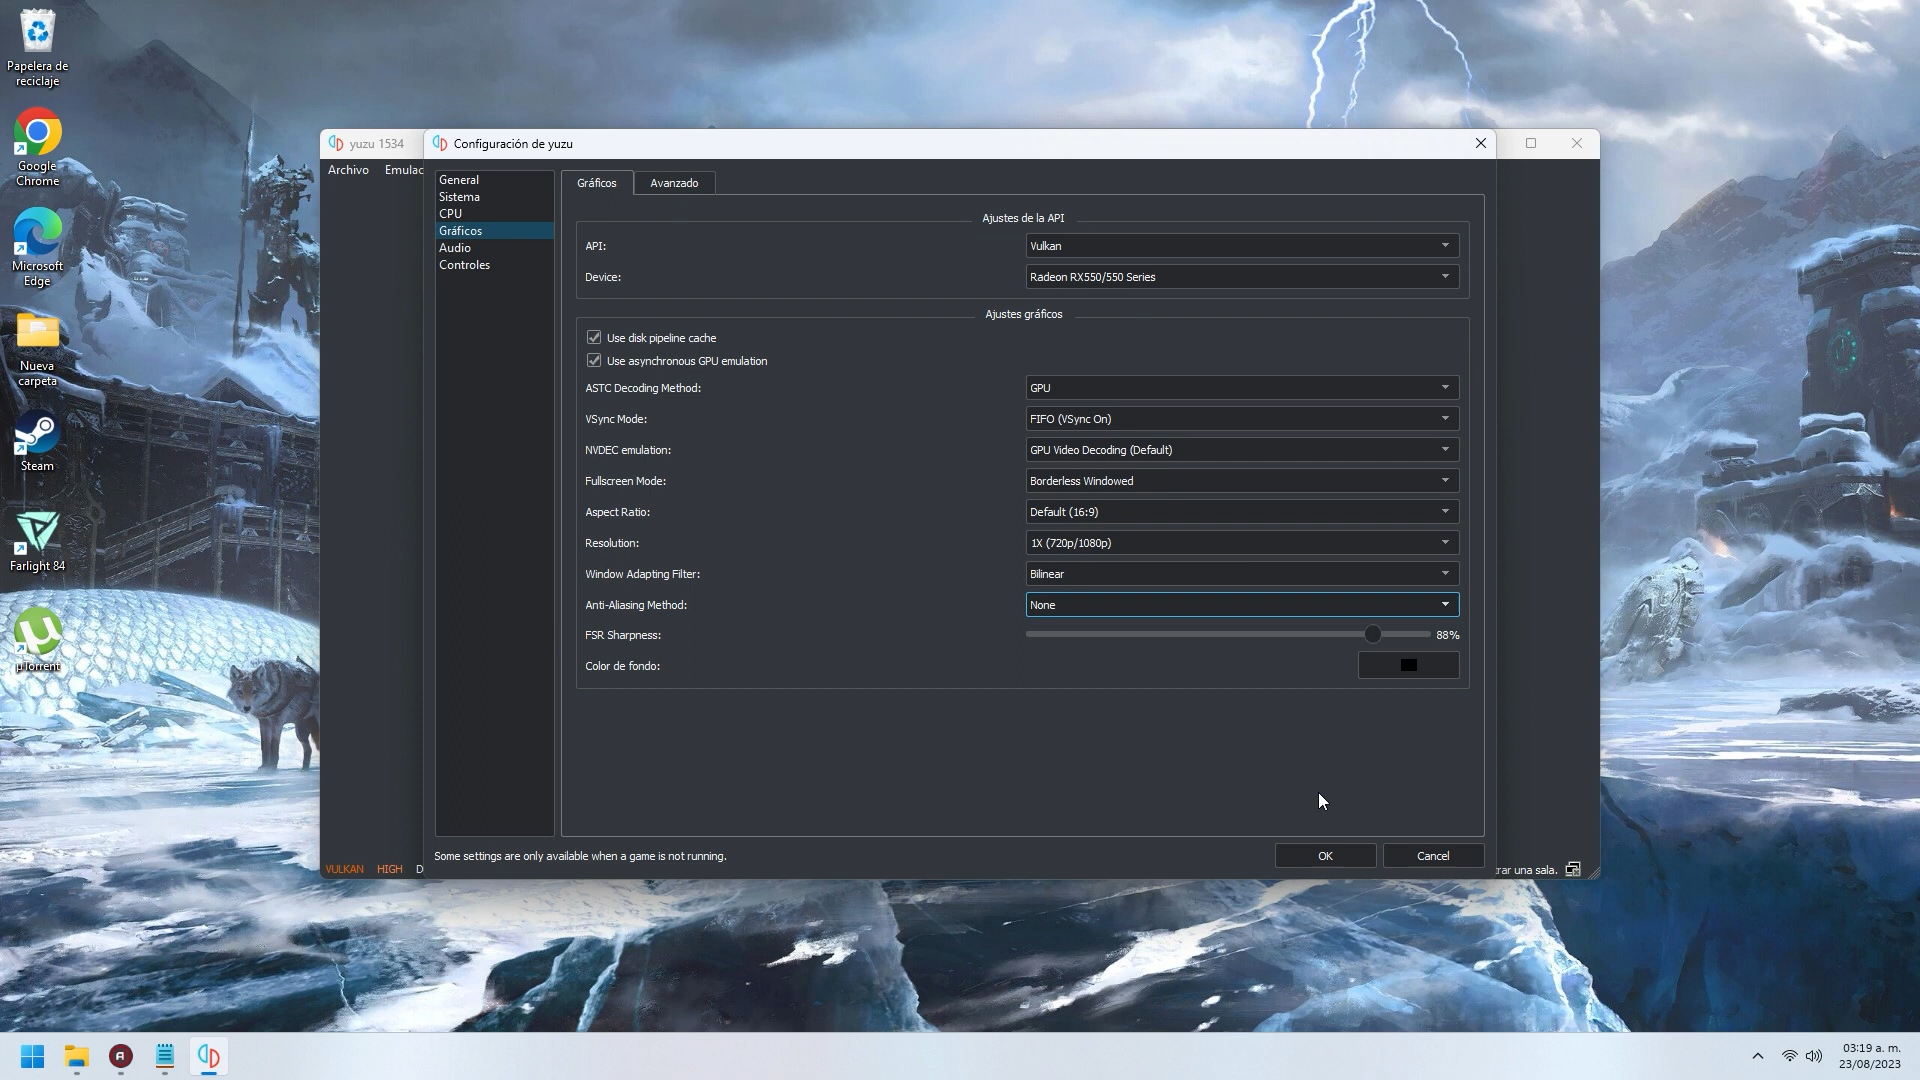 Papelera de
reciclaje
Google
Chrome
Microsoft
Edge
Nueva
carpeta
Steam
Farlight 84
µTorrent
yuzu 1534
Archivo Emulac
Configuración de yuzu
General
Sistema
CPU
Gráficos
Audio
Controles
Gráficos Avanzado
Ajustes de la API
API: Vulkan
Device: Radeon RX550/550 Series
Ajustes gráficos
Use disk pipeline cache
Use asynchronous GPU emulation
ASTC Decoding Method: GPU
VSync Mode: FIFO (VSync On)
NVDEC emulation: GPU Video Decoding (Default)
Fullscreen Mode: Borderless Windowed
Aspect Ratio: Default (16:9)
Resolution: 1X (720p/1080p)
Window Adapting Filter: Bilinear
Anti-Aliasing Method: None
FSR Sharpness: 88%
Color de fondo:
Some settings are only available when a game is not running.
OK Cancel
VULKAN HIGH D
rar una sala.
03:19 a. m.
23/08/2023